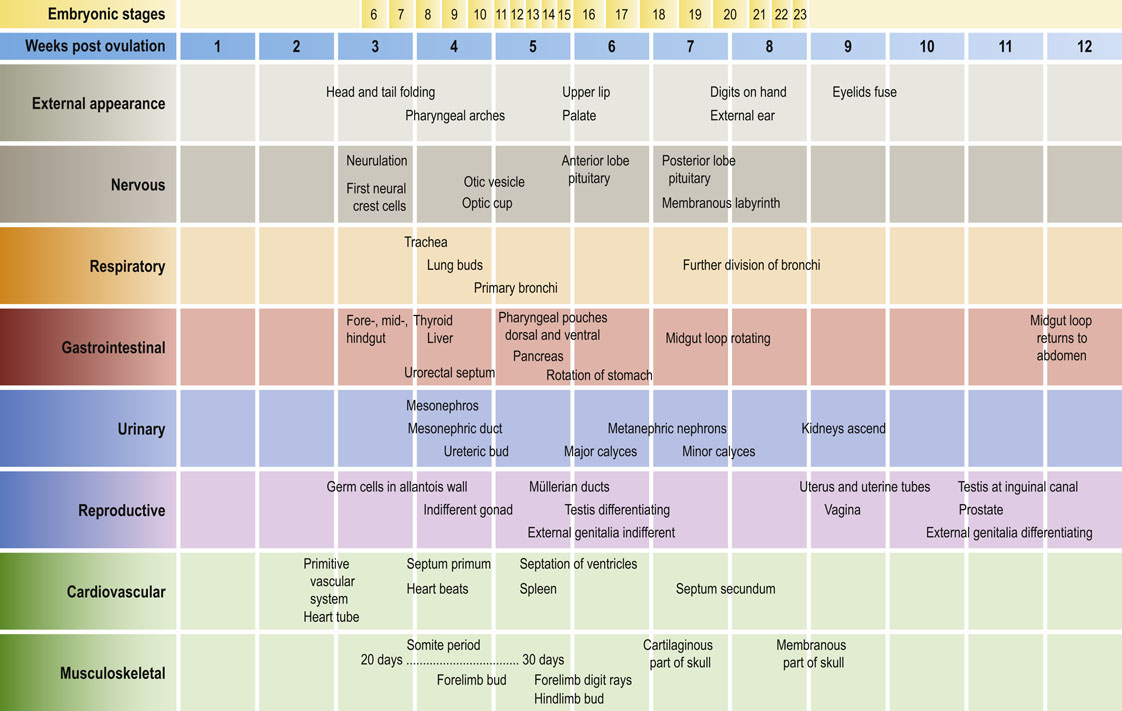 Embryonic stages 6 7 8 9 10 11 12 13 14 15 16 17 18 19 20 21 22 23
Weeks post ovulation 1 2 3 4 5 6 7 8 9 10 11 12
External appearance
Head and tail folding Upper lip Digits on hand Eyelids fuse
Pharyngeal arches Palate External ear
Nervous
Neurulation Anterior lobe Posterior lobe
pituitary pituitary
First neural Otic vesicle
crest cells Optic cup Membranous labyrinth
Respiratory
Trachea
Lung buds Further division of bronchi
Primary bronchi
Gastrointestinal
Fore-, mid-, Thyroid Pharyngeal pouches Midgut loop
hindgut Liver dorsal and ventral Midgut loop rotating returns to
Pancreas abdomen
Urorectal septum Rotation of stomach
Urinary
Mesonephros
Mesonephric duct Metanephric nephrons Kidneys ascend
Ureteric bud Major calyces Minor calyces
Reproductive
Germ cells in allantois wall Müllerian ducts Uterus and uterine tubes Testis at inguinal canal
Indifferent gonad Testis differentiating Vagina Prostate
External genitalia indifferent External genitalia differentiating
Cardiovascular
Primitive Septum primum Septation of ventricles
vascular Heart beats Spleen Septum secundum
system
Heart tube
Musculoskeletal
Somite period Cartilaginous Membranous
20 days ................................... 30 days part of skull part of skull
Forelimb bud Forelimb digit rays
Hindlimb bud